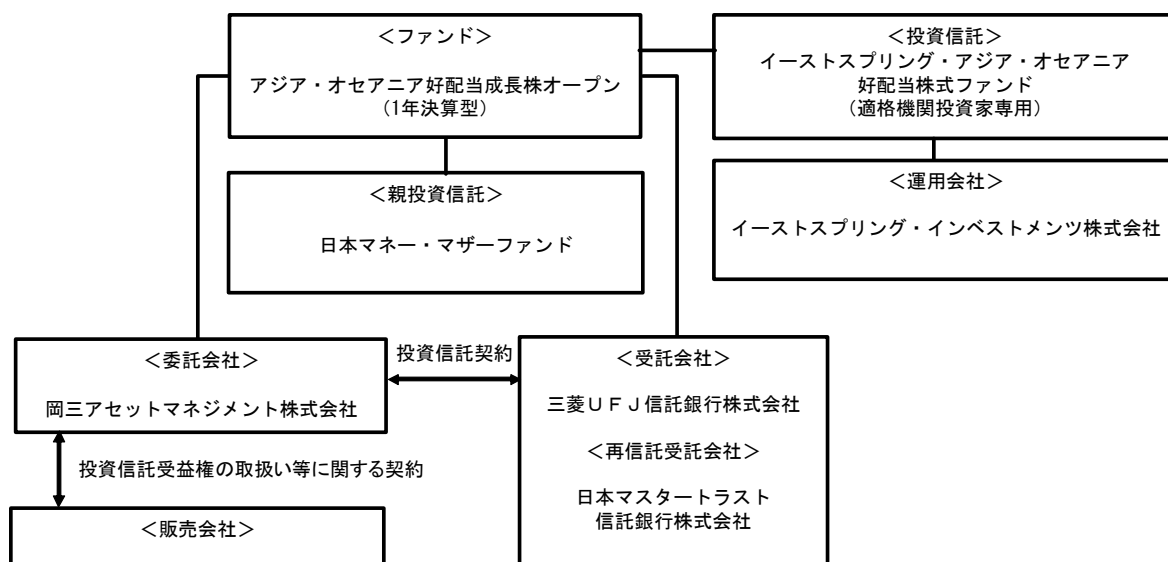 ＜ファンド＞
アジア・オセアニア好配当成長株オープン
（1年決算型）
＜投資信託＞
イーストスプリング・アジア・オセアニア
好配当株式ファンド
（適格機関投資家専用）
＜親投資信託＞
日本マネー・マザーファンド
＜運用会社＞
イーストスプリング・インベストメンツ株式会社
＜委託会社＞
岡三アセットマネジメント株式会社
投資信託契約
＜受託会社＞
三菱ＵＦＪ信託銀行株式会社
＜再信託受託会社＞
日本マスタートラスト
信託銀行株式会社
投資信託受益権の取扱い等に関する契約
＜販売会社＞